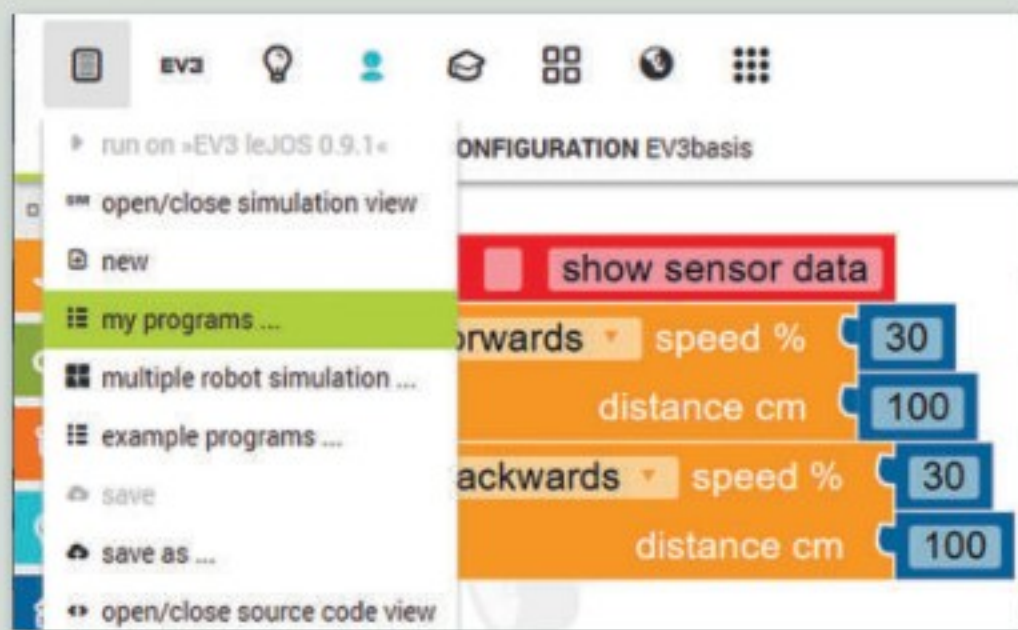 EV3
run on »EV3 leJOS 0.9.1«
ONFIGURATION EV3basis
open/close simulation view
new
show sensor data
my programs ...
orwards speed % 30
multiple robot simulation ...
distance cm 100
example programs ...
ackwards speed % 30
save
distance cm 100
save as ...
open/close source code view